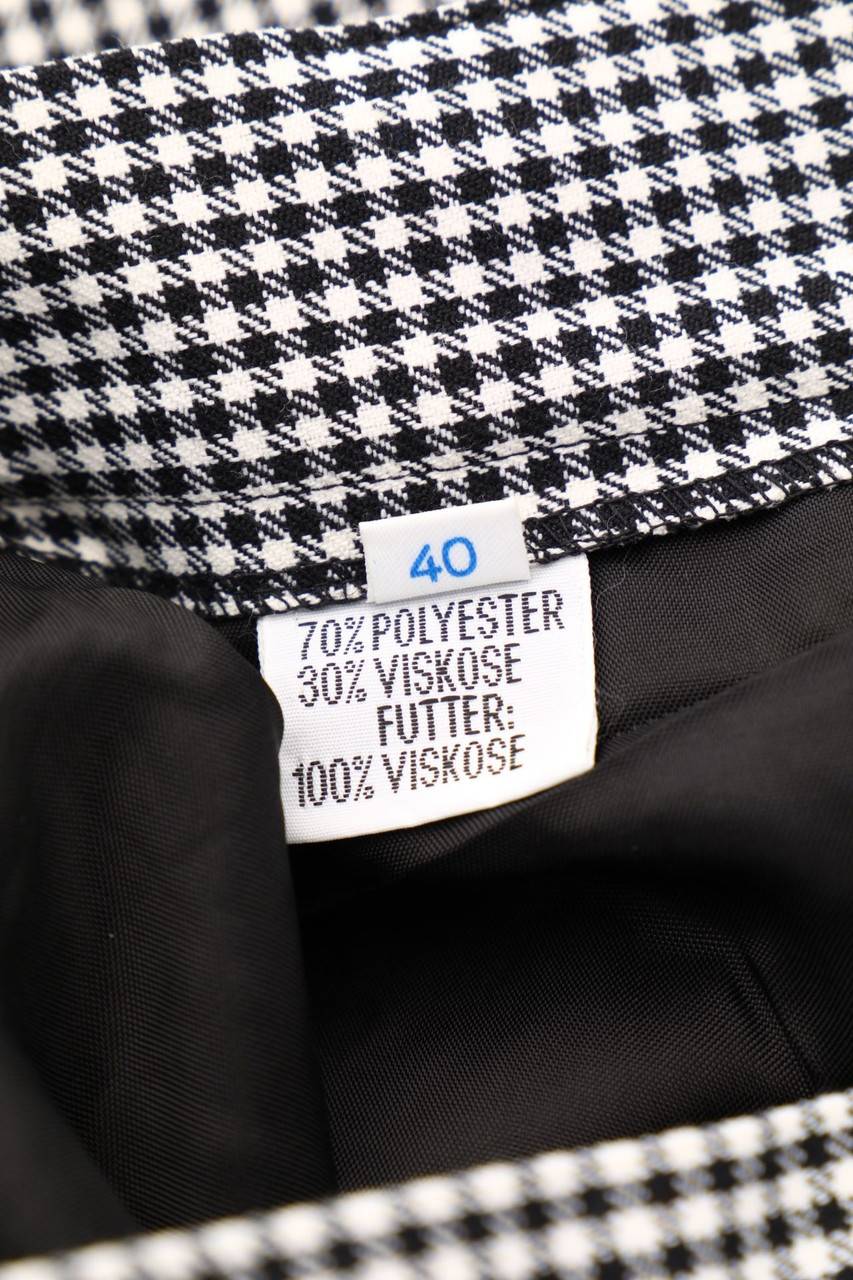 40
70% POLYESTER
30% VISKOSE
FUTTER:
100% VISKOSE